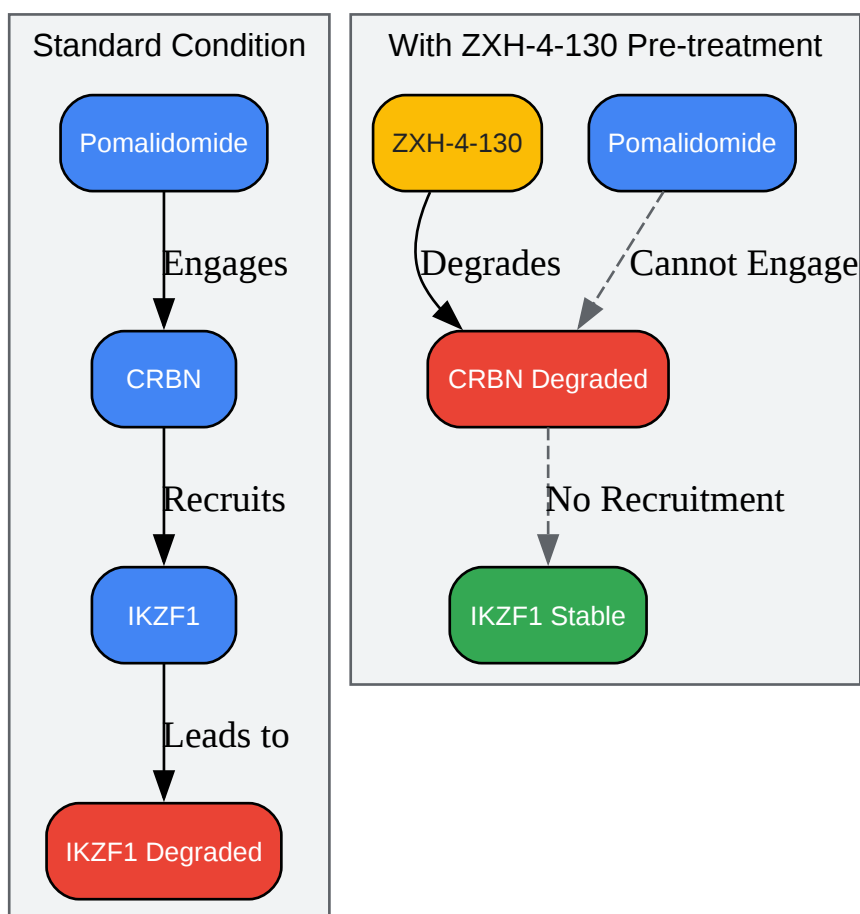 Standard Condition
Pomalidomide
Engages
CRBN
Recruits
IKZF1
Leads to
IKZF1 Degraded
With ZXH-4-130 Pre-treatment
ZXH-4-130
Pomalidomide
Degrades
Cannot Engage
CRBN Degraded
No Recruitment
IKZF1 Stable